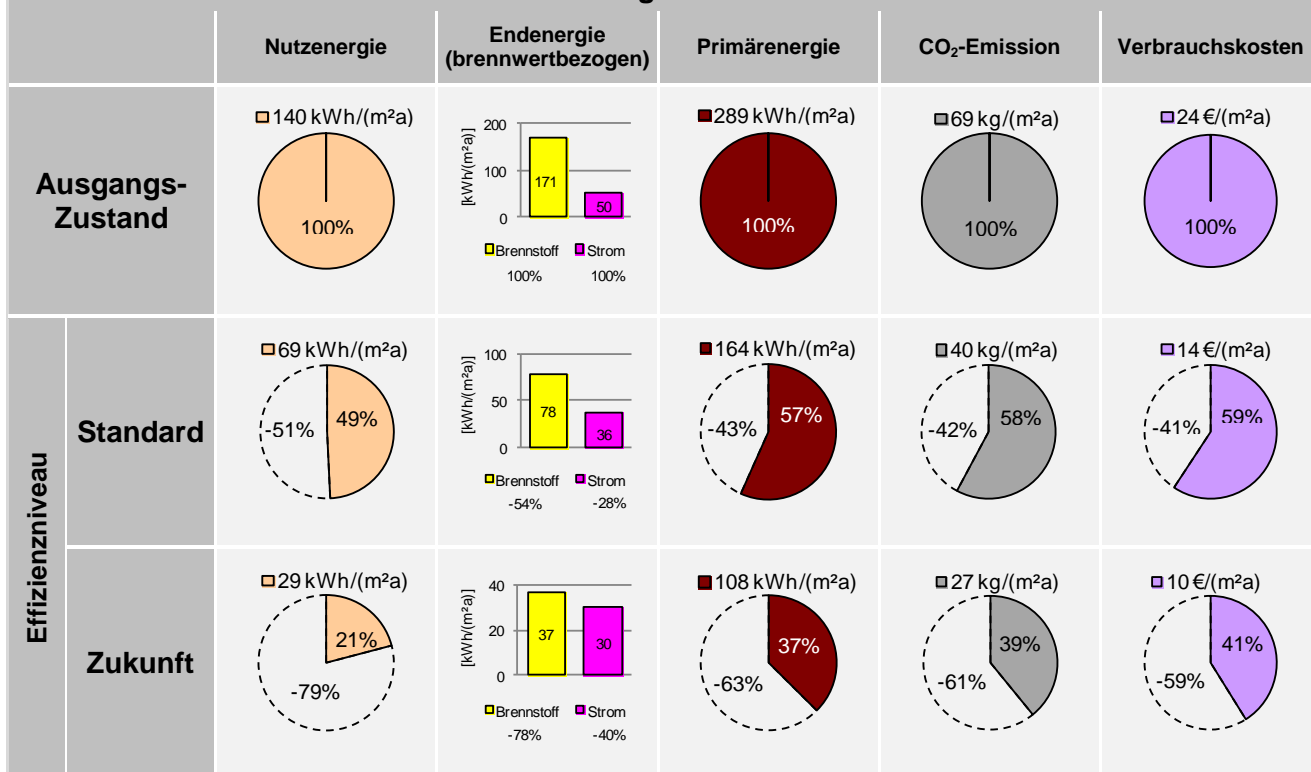 Nutzenergie
Endenergie
(brennwertbezogen)
Primärenergie
CO₂-Emission
Verbrauchskosten
Ausgangs-
Zustand
140 kWh/(m²a)
100%
[kWh/(m²a)]
200
100
0
171
50
Brennstoff
Strom
100%
100%
289 kWh/(m²a)
100%
69 kg/(m²a)
100%
24 €/(m²a)
100%
Effizienzniveau
Standard
69 kWh/(m²a)
-51%
49%
[kWh/(m²a)]
100
50
0
78
36
Brennstoff
Strom
-54%
-28%
164 kWh/(m²a)
-43%
57%
40 kg/(m²a)
-42%
58%
14 €/(m²a)
-41%
59%
Zukunft
29 kWh/(m²a)
21%
-79%
[kWh/(m²a)]
40
20
0
37
30
Brennstoff
Strom
-78%
-40%
108 kWh/(m²a)
37%
-63%
27 kg/(m²a)
39%
-61%
10 €/(m²a)
41%
-59%